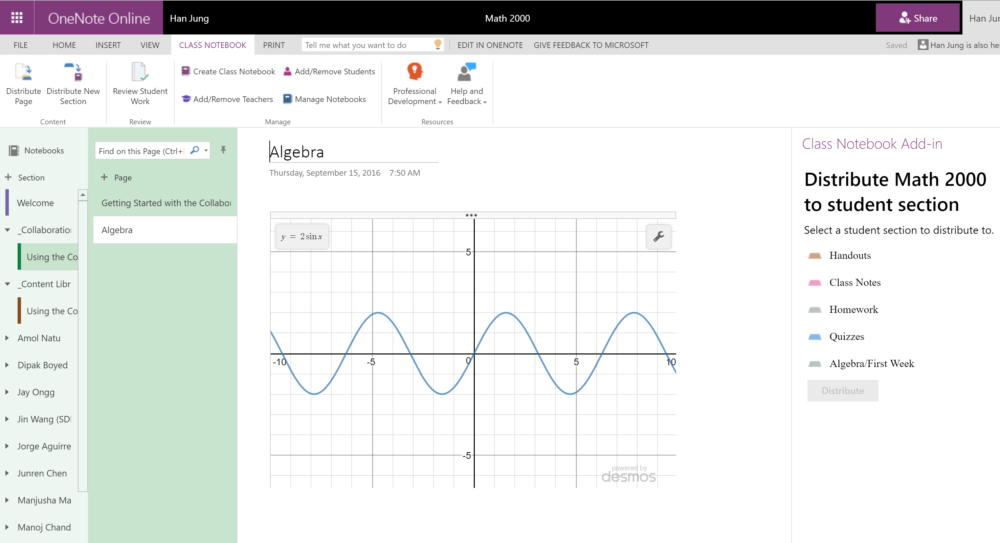 OneNote Online
Han Jung
Math 2000
Share
Han Jur
FILE
HOME
INSERT
VIEW
CLASS NOTEBOOK
PRINT
Tell me what you want to do
EDIT IN ONENOTE
GIVE FEEDBACK TO MICROSOFT
Saved
Han Jung is also her
Distribute
Page
Distribute New
Section
Content
Review Student
Work
Review
Create Class Notebook
Add/Remove Students
Add/Remove Teachers
Manage Notebooks
Manage
Professional
Development
Help and
Feedback
Resources
Notebooks
Section
Welcome
_Collaboration
Using the Co
_Content Libr
Using the Co
Amol Natu
Dipak Boyed
Jay Ongg
Jin Wang (SDI
Jorge Aguirre
Junren Chen
Manjusha Ma
Manoj Chand
Find on this Page (Ctrl+
Page
Getting Started with the Collabor
Algebra
Algebra
Thursday, September 15, 2016 7:50 AM
y = 2 sin x
5
-10
-5
0
5
10
-5
powered by
desmos
Class Notebook Add-in
Distribute Math 2000
to student section
Select a student section to distribute to.
Handouts
Class Notes
Homework
Quizzes
Algebra/First Week
Distribute